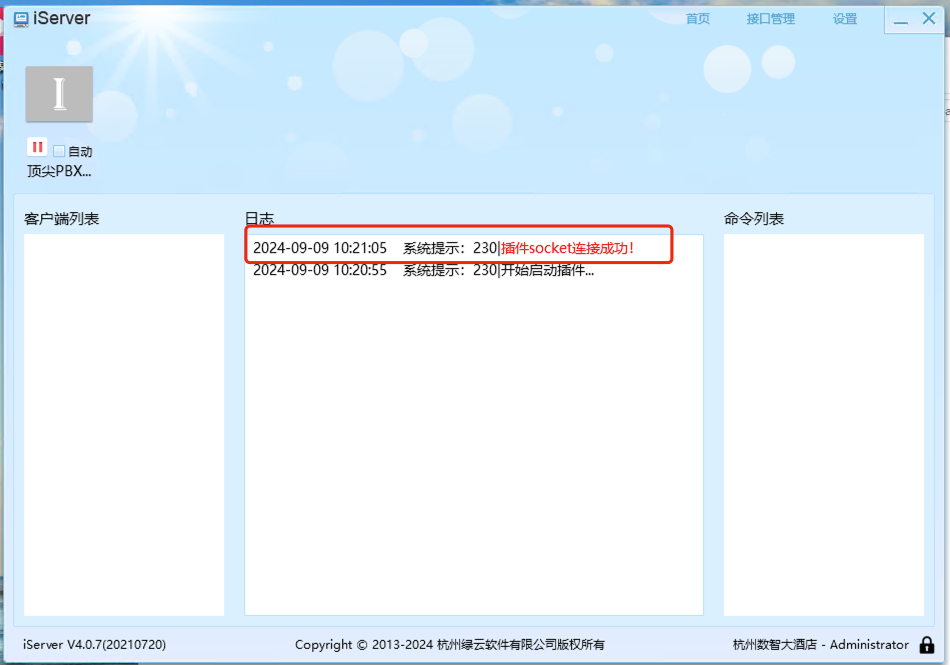 iServer
首页 接口管理 设置
I
自动
顶尖PBX...
客户端列表
日志
命令列表
2024-09-09 10:21:05 系统提示：230|插件socket连接成功！
2024-09-09 10:20:55 系统提示：230|开始启动插件...
iServer V4.0.7(20210720)
Copyright © 2013-2024 杭州绿云软件有限公司版权所有
杭州数智大酒店 - Administrator